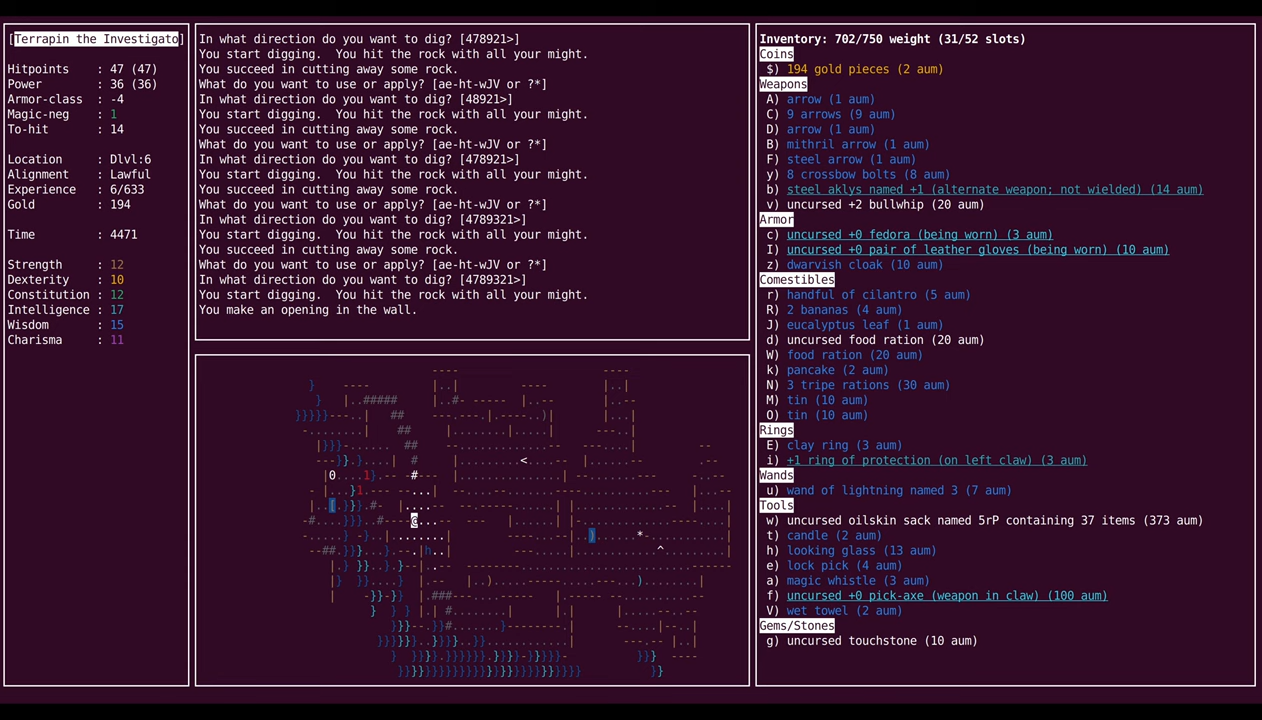 [Terrapin the Investigato]
Hitpoints : 47 (47)
Power : 36 (36)
Armor-class : -4
Magic-neg : 1
To-hit : 14
Location : Dlvl:6
Alignment : Lawful
Experience : 6/633
Gold : 194
Time : 4471
Strength : 12
Dexterity : 10
Constitution : 12
Intelligence : 17
Wisdom : 15
Charisma : 11
In what direction do you want to dig? [478921>]
You start digging.  You hit the rock with all your might.
You succeed in cutting away some rock.
What do you want to use or apply? [ae-ht-wJV or ?*]
In what direction do you want to dig? [48921>]
You start digging.  You hit the rock with all your might.
You succeed in cutting away some rock.
What do you want to use or apply? [ae-ht-wJV or ?*]
In what direction do you want to dig? [478921>]
You start digging.  You hit the rock with all your might.
You succeed in cutting away some rock.
What do you want to use or apply? [ae-ht-wJV or ?*]
In what direction do you want to dig? [4789321>]
You start digging.  You hit the rock with all your might.
You succeed in cutting away some rock.
What do you want to use or apply? [ae-ht-wJV or ?*]
In what direction do you want to dig? [4789321>]
You start digging.  You hit the rock with all your might.
You make an opening in the wall.
Inventory: 702/750 weight (31/52 slots)
Coins
$) 194 gold pieces (2 aum)
Weapons
A) arrow (1 aum)
C) 9 arrows (9 aum)
D) arrow (1 aum)
B) mithril arrow (1 aum)
F) steel arrow (1 aum)
y) 8 crossbow bolts (8 aum)
b) steel aklys named +1 (alternate weapon; not wielded) (14 aum)
v) uncursed +2 bullwhip (20 aum)
Armor
c) uncursed +0 fedora (being worn) (3 aum)
I) uncursed +0 pair of leather gloves (being worn) (10 aum)
z) dwarvish cloak (10 aum)
Comestibles
r) handful of cilantro (5 aum)
R) 2 bananas (4 aum)
J) eucalyptus leaf (1 aum)
d) uncursed food ration (20 aum)
W) food ration (20 aum)
k) pancake (2 aum)
N) 3 tripe rations (30 aum)
M) tin (10 aum)
O) tin (10 aum)
Rings
E) clay ring (3 aum)
i) +1 ring of protection (on left claw) (3 aum)
Wands
u) wand of lightning named 3 (7 aum)
Tools
w) uncursed oilskin sack named 5rP containing 37 items (373 aum)
t) candle (2 aum)
h) looking glass (13 aum)
e) lock pick (4 aum)
a) magic whistle (3 aum)
f) uncursed +0 pick-axe (weapon in claw) (100 aum)
V) wet towel (2 aum)
Gems/Stones
g) uncursed touchstone (10 aum)